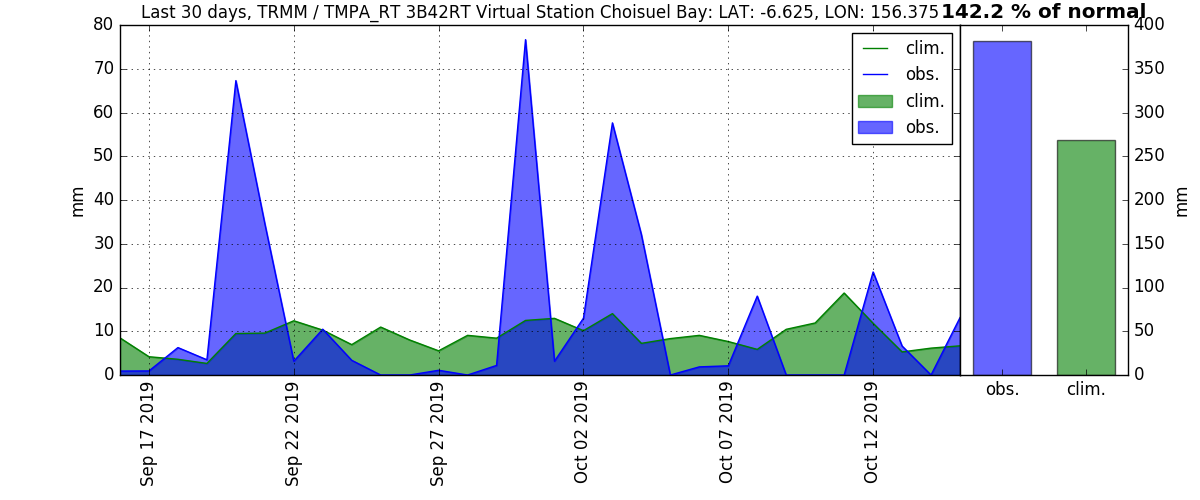 Last 30 days, TRMM / TMPA_RT 3B42RT Virtual Station Choisuel Bay: LAT: -6.625, LON: 156.375
142.2 % of normal
80
70
60
50
40
30
20
10
0
mm
Sep 17 2019
Sep 22 2019
Sep 27 2019
Oct 02 2019
Oct 07 2019
Oct 12 2019
clim.
obs.
clim.
obs.
400
350
300
250
200
150
100
50
0
mm
obs.
clim.